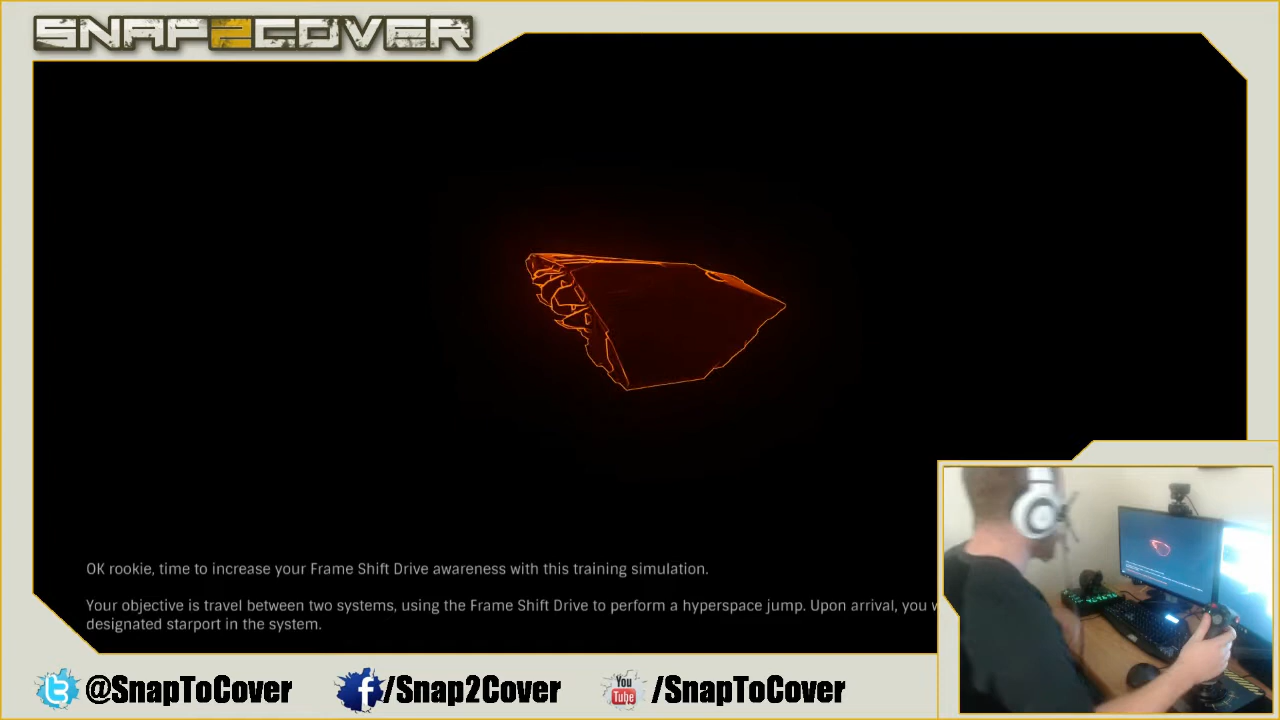 SNAP2COVER
OK rookie, time to increase your Frame Shift Drive awareness with this training simulation.
Your objective is travel between two systems, using the Frame Shift Drive to perform a hyperspace jump. Upon arrival, you
designated starport in the system.
@SnapToCover
/Snap2Cover
You Tube /SnapToCover